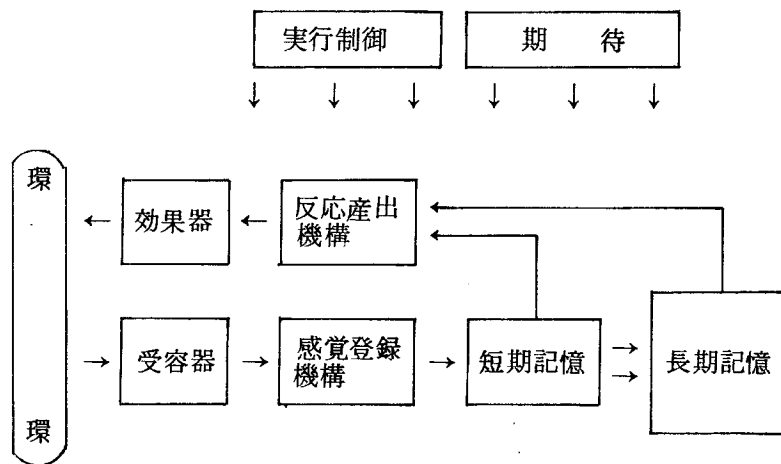 実行制御
期 待
環
効果器
反応産出
機構
受容器
感覚登録
機構
短期記憶
長期記憶
環